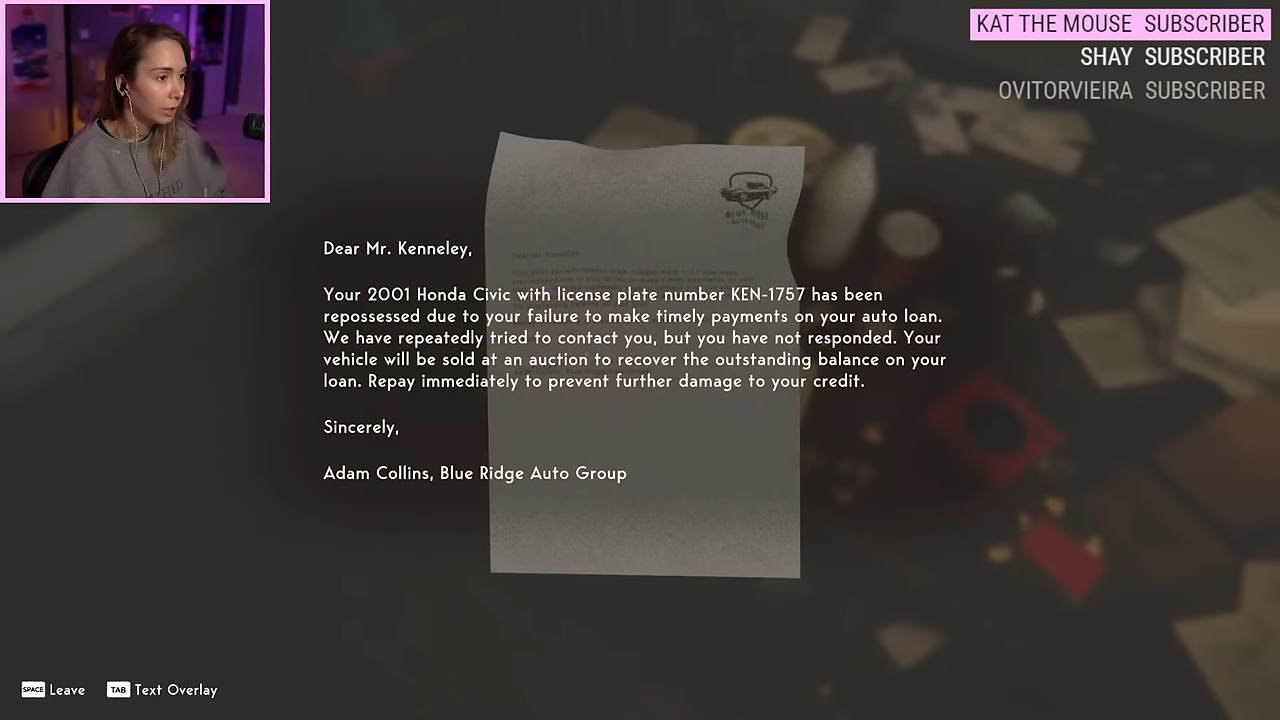 KAT THE MOUSE SUBSCRIBER
SHAY SUBSCRIBER
OVITORVIEIRA SUBSCRIBER
BLUE RIDGE
Dear Mr. Kenneley,
Your 2001 Honda Civic with license plate number KEN-1757 has been
repossessed due to your failure to make timely payments on your auto loan.
We have repeatedly tried to contact you, but you have not responded. Your
vehicle will be sold at an auction to recover the outstanding balance on your
loan. Repay immediately to prevent further damage to your credit.
Sincerely,
Adam Collins, Blue Ridge Auto Group
SPACE Leave TAB Text Overlay